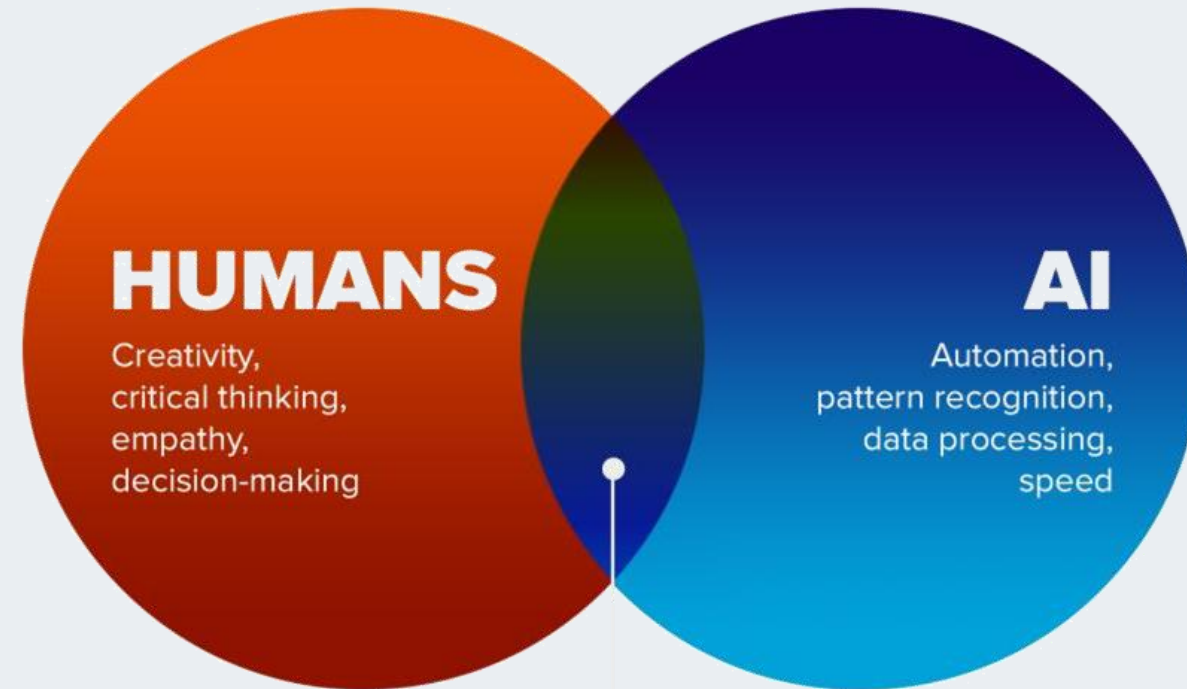 HUMANS
Creativity,
critical thinking,
empathy,
decision-making
AI
Automation,
pattern recognition,
data processing,
speed